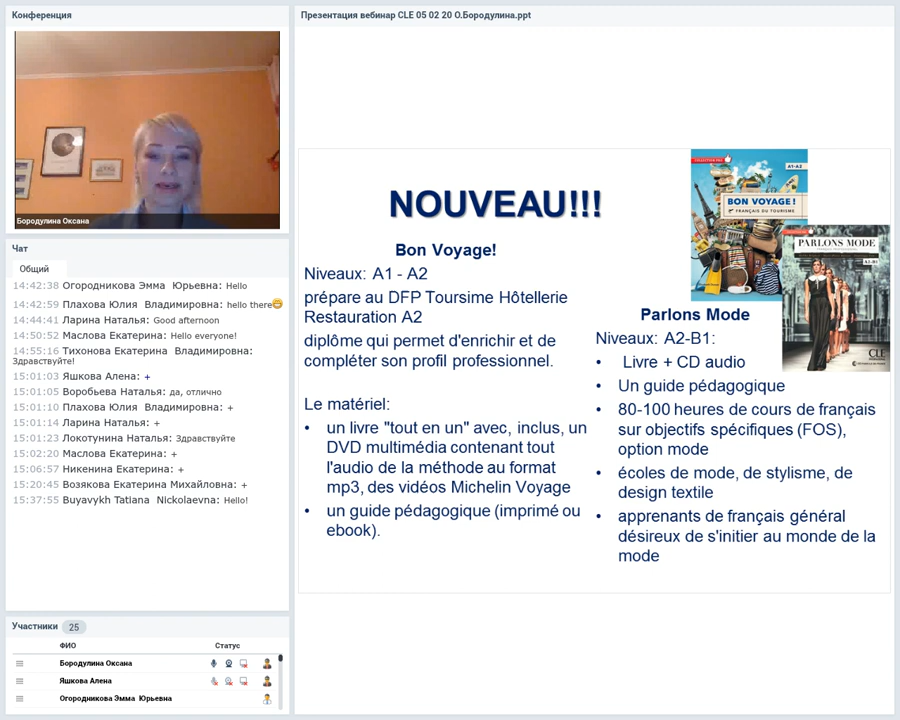 Конференция
Бородулина Оксана
Чат
Общий
14:42:38 Огородникова Эмма Юрьевна: Hello
14:42:59 Плахова Юлия Владимировна: hello there
14:44:41 Ларина Наталья: Good afternoon
14:50:52 Маслова Екатерина: Hello everyone!
14:55:16 Тихонова Екатерина Владимировна:
Здравствуйте!
15:01:03 Яшкова Алена: +
15:01:05 Воробьева Наталья: да, отлично
15:01:10 Плахова Юлия Владимировна: +
15:01:14 Ларина Наталья: +
15:01:23 Локотунина Наталья: Здравствуйте
15:02:20 Маслова Екатерина: +
15:06:57 Никенина Екатерина: +
15:20:45 Возякова Екатерина Михайловна: +
15:37:55 Buyavykh Tatiana Nickolaevna: Hello!
Участники 25
ФИО Статус
Бородулина Оксана
Яшкова Алена
Огородникова Эмма Юрьевна
Презентация вебинар CLE 05 02 20 О.Бородулина.ppt
NOUVEAU!!!
Bon Voyage!
Niveaux: A1 - A2
prépare au DFP Toursime Hôtellerie
Restauration A2
diplôme qui permet d'enrichir et de
compléter son profil professionnel.
Le matériel:
• un livre "tout en un" avec, inclus, un
DVD multimédia contenant tout
l'audio de la méthode au format
mp3, des vidéos Michelin Voyage
• un guide pédagogique (imprimé ou
ebook).
A1-A2
BON VOYAGE !
FRANÇAIS DU TOURISME
PARLONS MODE
A2-B1
CLE
Parlons Mode
Niveaux: A2-B1:
• Livre + CD audio
• Un guide pédagogique
• 80-100 heures de cours de français
sur objectifs spécifiques (FOS),
option mode
• écoles de mode, de stylisme, de
design textile
• apprenants de français général
désireux de s'initier au monde de la
mode